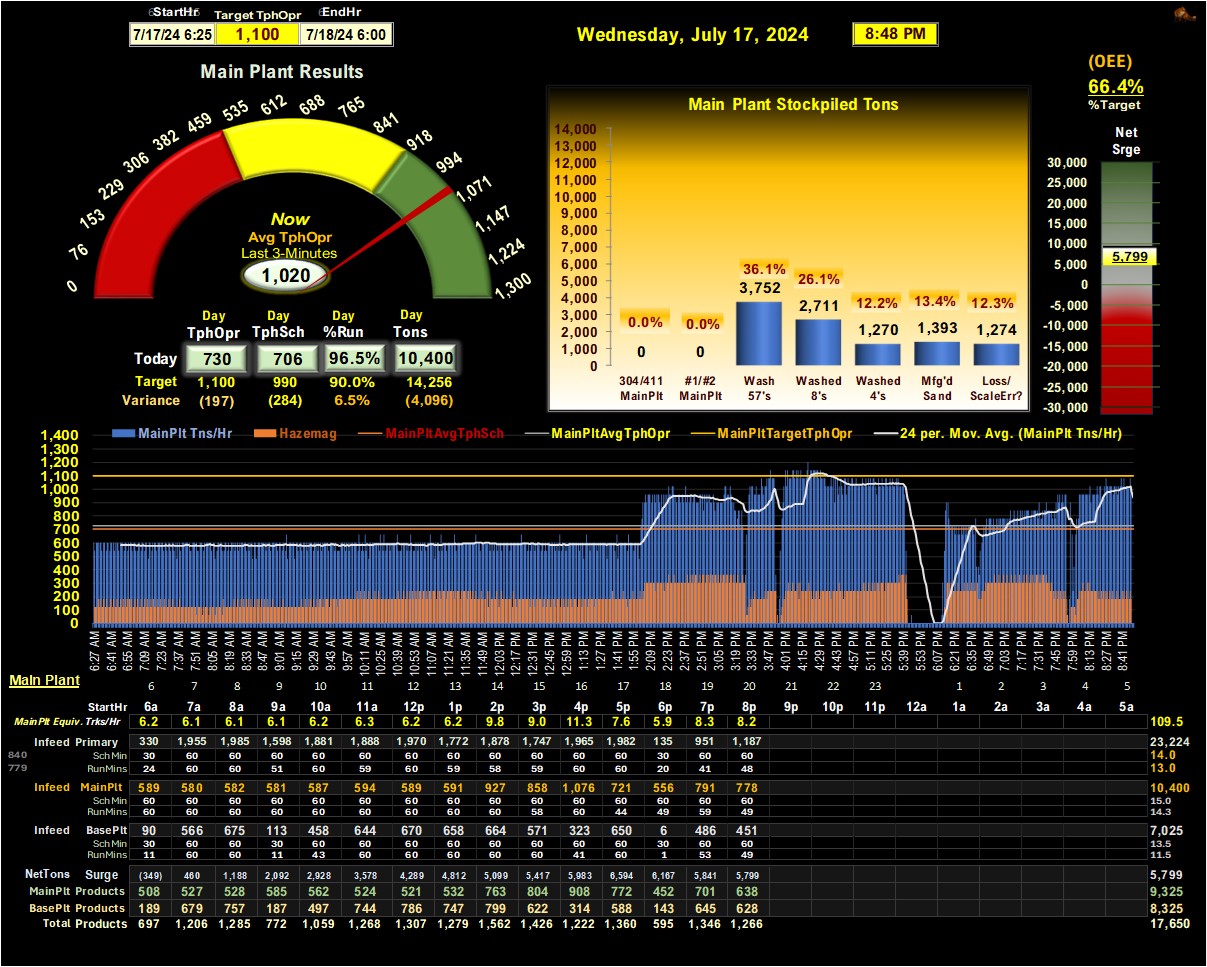 StartHr Target TphOpr EndHr
7/17/24 6:25 1,100 7/18/24 6:00
Wednesday, July 17, 2024 8:48 PM
(OEE)
66.4%
%Target
Main Plant Results
0 76 153 229 306 382 459 535 612 688 765 841 918 994 1,071 1,147 1,224 1,300
Now
Avg TphOpr
Last 3-Minutes
1,020
Day Day Day Day
TphOpr TphSch %Run Tons
Today 730 706 96.5% 10,400
Target 1,100 990 90.0% 14,256
Variance (197) (284) 6.5% (4,096)
Main Plant Stockpiled Tons
14,000
13,000
12,000
11,000
10,000
9,000
8,000
7,000
6,000
5,000
4,000
3,000
2,000
1,000
0
0.0% 0.0% 36.1% 26.1% 12.2% 13.4% 12.3%
0 0 3,752 2,711 1,270 1,393 1,274
304/411 #1/#2 Wash Washed Washed Mfg'd Loss/
MainPlt MainPlt 57's 8's 4's Sand ScaleErr?
Net
Srge
30,000
25,000
20,000
15,000
10,000
5,799
5,000
0
-5,000
-10,000
-15,000
-20,000
-25,000
-30,000
MainPlt Tns/Hr Hazemag MainPltAvgTphSch MainPltAvgTphOpr MainPltTargetTphOpr 24 per. Mov. Avg. (MainPlt Tns/Hr)
1,400
1,300
1,200
1,100
1,000
900
800
700
600
500
400
300
200
100
0
6:27 AM 6:41 AM 6:55 AM 7:09 AM 7:23 AM 7:37 AM 7:51 AM 8:05 AM 8:19 AM 8:33 AM 8:47 AM 9:01 AM 9:15 AM 9:29 AM 9:43 AM 9:57 AM 10:11 AM 10:25 AM 10:39 AM 10:53 AM 11:07 AM 11:21 AM 11:35 AM 11:49 AM 12:03 PM 12:17 PM 12:31 PM 12:45 PM 12:59 PM 1:13 PM 1:27 PM 1:41 PM 1:55 PM 2:09 PM 2:23 PM 2:37 PM 2:51 PM 3:05 PM 3:19 PM 3:33 PM 3:47 PM 4:01 PM 4:15 PM 4:29 PM 4:43 PM 4:57 PM 5:11 PM 5:25 PM 5:39 PM 5:53 PM 6:07 PM 6:21 PM 6:35 PM 6:49 PM 7:03 PM 7:17 PM 7:31 PM 7:45 PM 7:59 PM 8:13 PM 8:27 PM 8:41 PM
Main Plant
6 7 8 9 10 11 12 13 14 15 16 17 18 19 20 21 22 23 1 2 3 4 5
StartHr 6a 7a 8a 9a 10a 11a 12p 1p 2p 3p 4p 5p 6p 7p 8p 9p 10p 11p 12a 1a 2a 3a 4a 5a
MainPlt Equiv. Trks/Hr 6.2 6.1 6.1 6.1 6.2 6.3 6.2 6.2 9.8 9.0 11.3 7.6 5.9 8.3 8.2 109.5
Infeed Primary 330 1,955 1,985 1,598 1,881 1,888 1,970 1,772 1,878 1,747 1,965 1,982 135 951 1,187 23,224
840 SchMin 30 60 60 60 60 60 60 60 60 60 60 60 30 60 60 14.0
779 RunMins 24 60 60 51 60 59 60 59 58 59 60 60 20 41 48 13.0
Infeed MainPlt 589 580 582 581 587 594 589 591 927 858 1,076 721 556 791 778 10,400
SchMin 60 60 60 60 60 60 60 60 60 60 60 60 60 60 60 15.0
RunMins 60 60 60 60 60 60 60 60 60 58 60 44 49 59 49 14.3
Infeed BasePlt 90 566 675 113 458 644 670 658 664 571 323 650 6 486 451 7,025
SchMin 30 60 60 30 60 60 60 60 60 60 60 60 30 60 60 13.5
RunMins 11 60 60 11 43 60 60 60 60 60 41 60 1 53 49 11.5
NetTons Surge (349) 460 1,188 2,092 2,928 3,578 4,289 4,812 5,099 5,417 5,983 6,594 6,167 5,841 5,799 5,799
MainPlt Products 508 527 528 585 562 524 521 532 763 804 908 772 452 701 638 9,325
BasePlt Products 189 679 757 187 497 744 786 747 799 622 314 588 143 645 628 8,325
Total Products 697 1,206 1,285 772 1,059 1,268 1,307 1,279 1,562 1,426 1,222 1,360 595 1,346 1,266 17,650